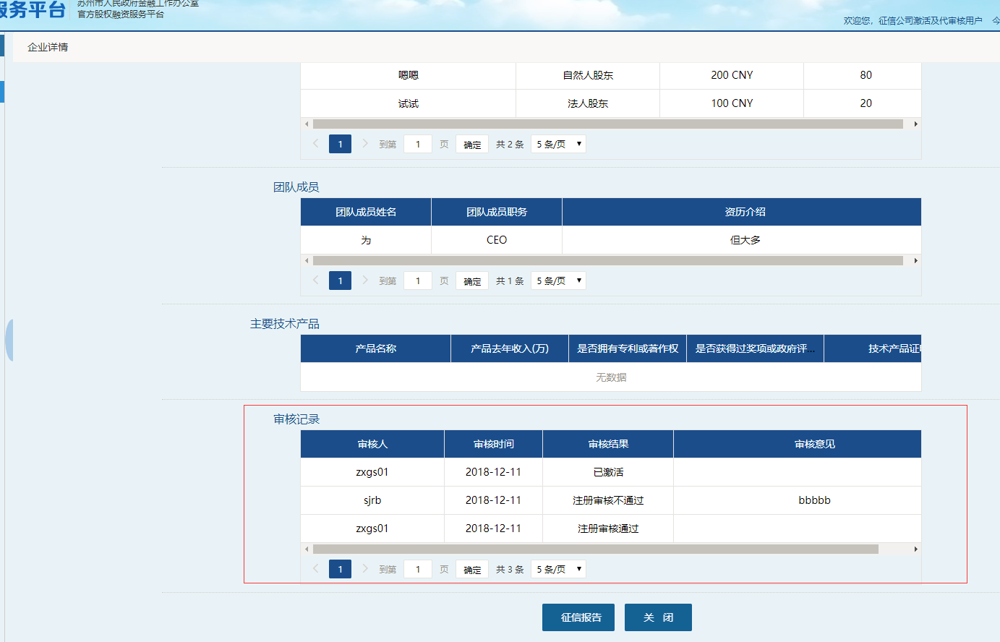 服务平台
苏州市人民政府金融工作办公室
官方股权融资服务平台
欢迎您, 征信公司激活及代审核用户 今
企业详情
嗯嗯 自然人股东 200 CNY 80
试试 法人股东 100 CNY 20
1 到第 1 页 确定 共 2 条 5 条/页
团队成员
团队成员姓名 团队成员职务 资历介绍
为 CEO 但大多
1 到第 1 页 确定 共 1 条 5 条/页
主要技术产品
产品名称 产品去年收入(万) 是否拥有专利或著作权 是否获得过奖项或政府评... 技术产品证
无数据
审核记录
审核人 审核时间 审核结果 审核意见
zxgs01 2018-12-11 已激活
sjrb 2018-12-11 注册审核不通过 bbbbb
zxgs01 2018-12-11 注册审核通过
1 到第 1 页 确定 共 3 条 5 条/页
征信报告 关 闭